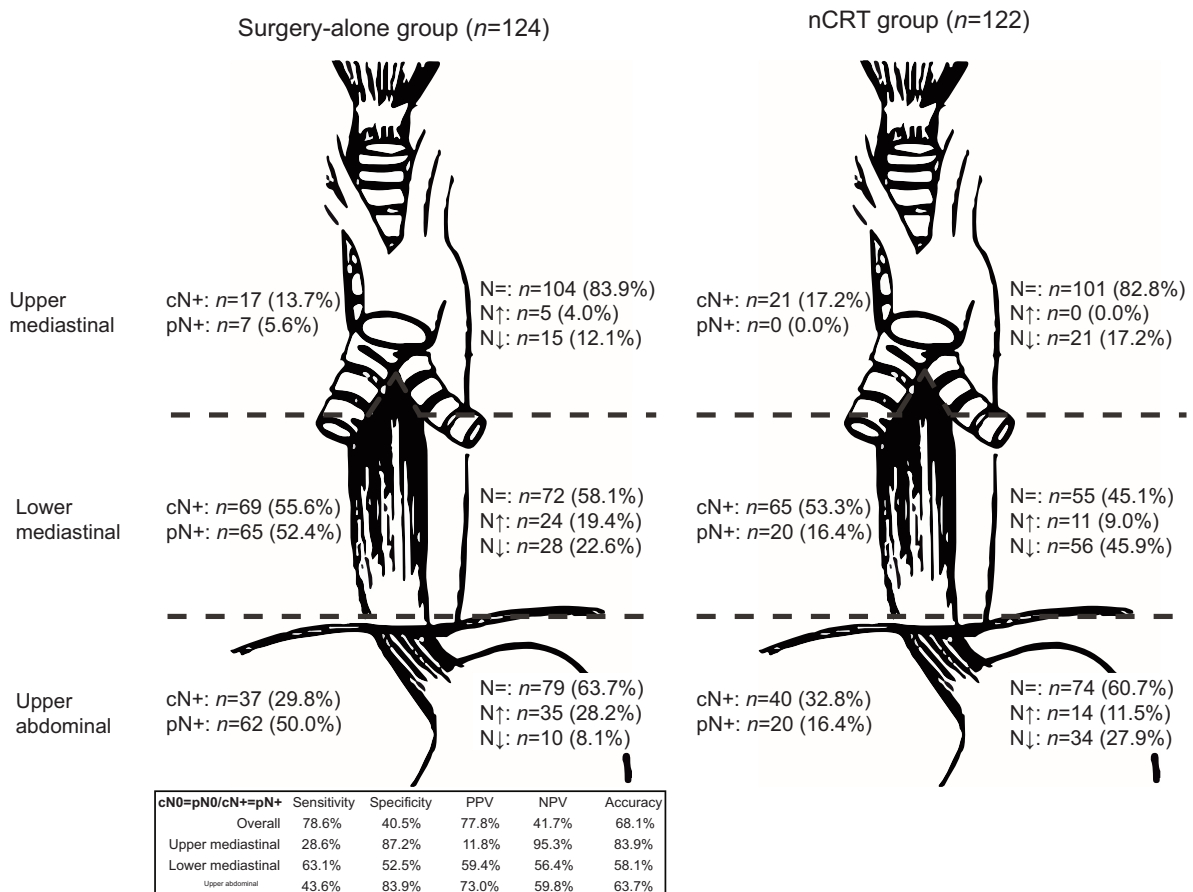 Surgery-alone group (n=124)
nCRT group (n=122)
Upper
mediastinal
cN+: n=17 (13.7%)
pN+: n=7 (5.6%)
N=: n=104 (83.9%)
N↑: n=5 (4.0%)
N↓: n=15 (12.1%)
cN+: n=21 (17.2%)
pN+: n=0 (0.0%)
N=: n=101 (82.8%)
N↑: n=0 (0.0%)
N↓: n=21 (17.2%)
Lower
mediastinal
cN+: n=69 (55.6%)
pN+: n=65 (52.4%)
N=: n=72 (58.1%)
N↑: n=24 (19.4%)
N↓: n=28 (22.6%)
cN+: n=65 (53.3%)
pN+: n=20 (16.4%)
N=: n=55 (45.1%)
N↑: n=11 (9.0%)
N↓: n=56 (45.9%)
Upper
abdominal
cN+: n=37 (29.8%)
pN+: n=62 (50.0%)
N=: n=79 (63.7%)
N↑: n=35 (28.2%)
N↓: n=10 (8.1%)
cN+: n=40 (32.8%)
pN+: n=20 (16.4%)
N=: n=74 (60.7%)
N↑: n=14 (11.5%)
N↓: n=34 (27.9%)
cN0=pN0/cN+=pN+ Sensitivity Specificity PPV NPV Accuracy
Overall 78.6% 40.5% 77.8% 41.7% 68.1%
Upper mediastinal 28.6% 87.2% 11.8% 95.3% 83.9%
Lower mediastinal 63.1% 52.5% 59.4% 56.4% 58.1%
Upper abdominal 43.6% 83.9% 73.0% 59.8% 63.7%